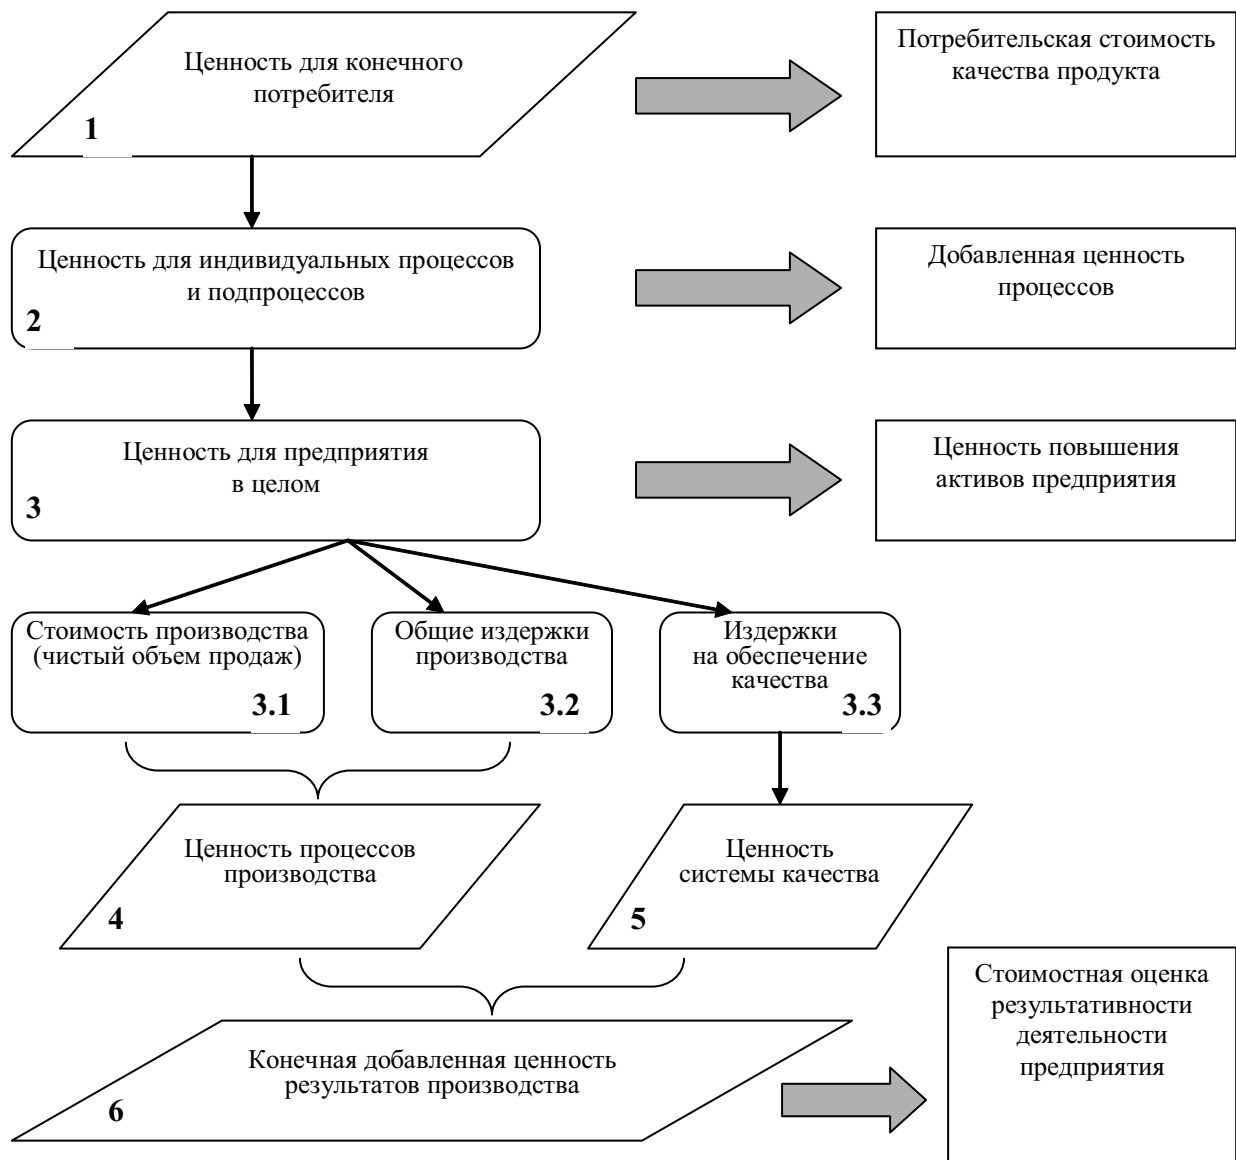 Ценность для конечного
потребителя
1
Потребительская стоимость
качества продукта
Ценность для индивидуальных процессов
и подпроцессов
2
Добавленная ценность
процессов
Ценность для предприятия
в целом
3
Ценность повышения
активов предприятия
Стоимость производства
(чистый объем продаж)
3.1
Общие издержки
производства
3.2
Издержки
на обеспечение
качества
3.3
Ценность процессов
производства
4
Ценность
системы качества
5
Конечная добавленная ценность
результатов производства
6
Стоимостная оценка
результативности
деятельности
предприятия